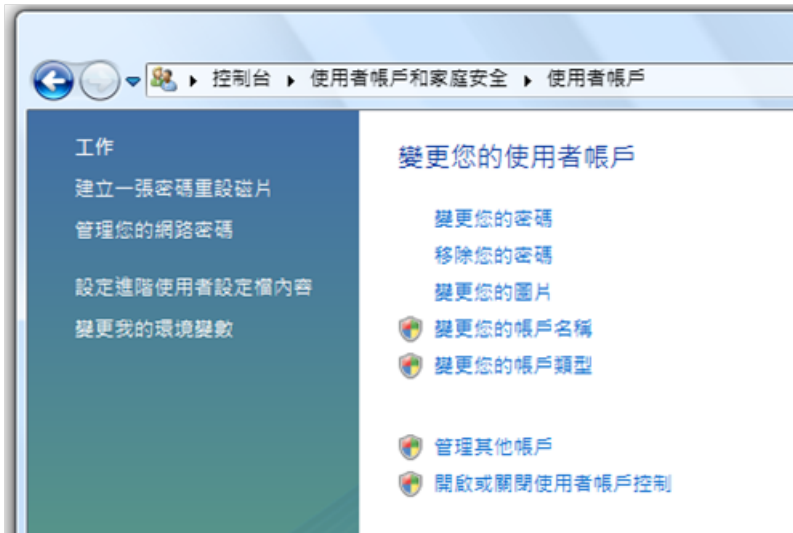 控制台 ▸ 使用者帳戶和家庭安全 ▸ 使用者帳戶
工作
建立一張密碼重設磁片
管理您的網路密碼
設定進階使用者設定檔內容
變更我的環境變數
變更您的使用者帳戶
變更您的密碼
移除您的密碼
變更您的圖片
變更您的帳戶名稱
變更您的帳戶類型
管理其他帳戶
開啟或關閉使用者帳戶控制